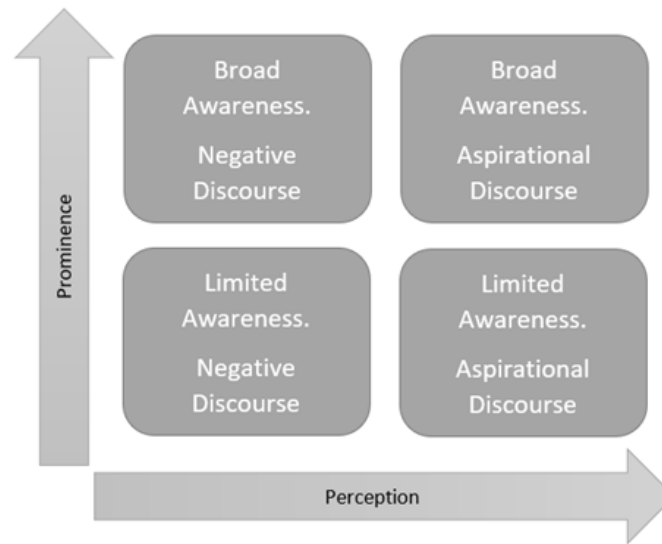 Prominence
Broad
Awareness.
Negative
Discourse
Broad
Awareness.
Aspirational
Discourse
Limited
Awareness.
Negative
Discourse
Limited
Awareness.
Aspirational
Discourse
Perception